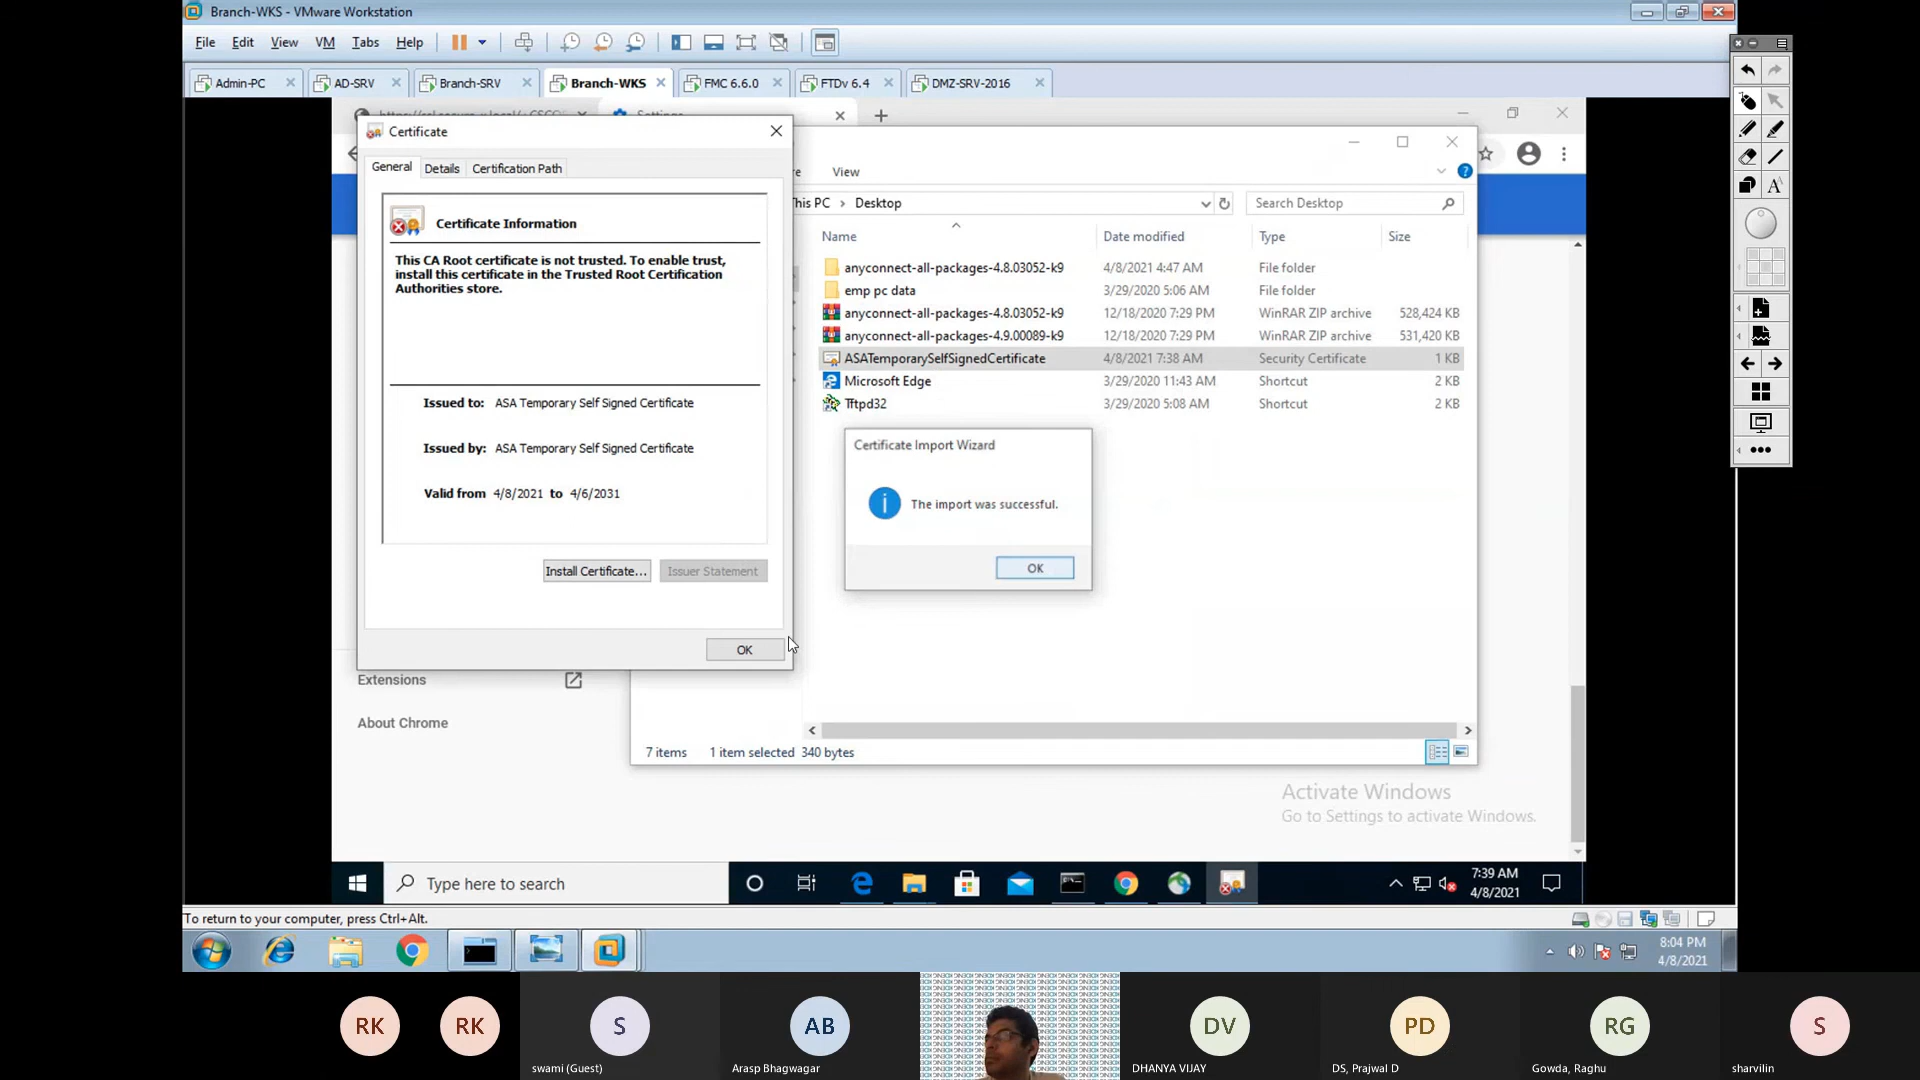 Branch-WKS - VMware Workstation
File Edit View VM Tabs Help
Admin-PC AD-SRV Branch-SRV Branch-WKS FMC 6.6.0 FTDv 6.4 DMZ-SRV-2016
Certificate
General Details Certification Path
Certificate Information
This CA Root certificate is not trusted. To enable trust,
install this certificate in the Trusted Root Certification
Authorities store.
Issued to: ASA Temporary Self Signed Certificate
Issued by: ASA Temporary Self Signed Certificate
Valid from 4/8/2021 to 4/6/2031
Install Certificate... Issuer Statement
OK
Extensions
About Chrome
View
Desktop
Search Desktop
Name Date modified Type Size
anyconnect-all-packages-4.8.03052-k9 4/8/2021 4:47 AM File folder
emp pc data 3/29/2020 5:06 AM File folder
anyconnect-all-packages-4.8.03052-k9 12/18/2020 7:29 PM WinRAR ZIP archive 528,424 KB
anyconnect-all-packages-4.9.00089-k9 12/18/2020 7:29 PM WinRAR ZIP archive 531,420 KB
ASATemporarySelfSignedCertificate 4/8/2021 7:38 AM Security Certificate 1 KB
Microsoft Edge 3/29/2020 11:43 AM Shortcut 2 KB
Tftpd32 3/29/2020 5:08 AM Shortcut 2 KB
Certificate Import Wizard
The import was successful.
OK
7 items 1 item selected 340 bytes
Activate Windows
Go to Settings to activate Windows.
Type here to search
7:39 AM
4/8/2021
To return to your computer, press Ctrl+Alt.
8:04 PM
4/8/2021
RK RK S AB DV PD RG S
swami (Guest) Arasp Bhagwagar DHANYA VIJAY DS, Prajwal D Gowda, Raghu sharvilin